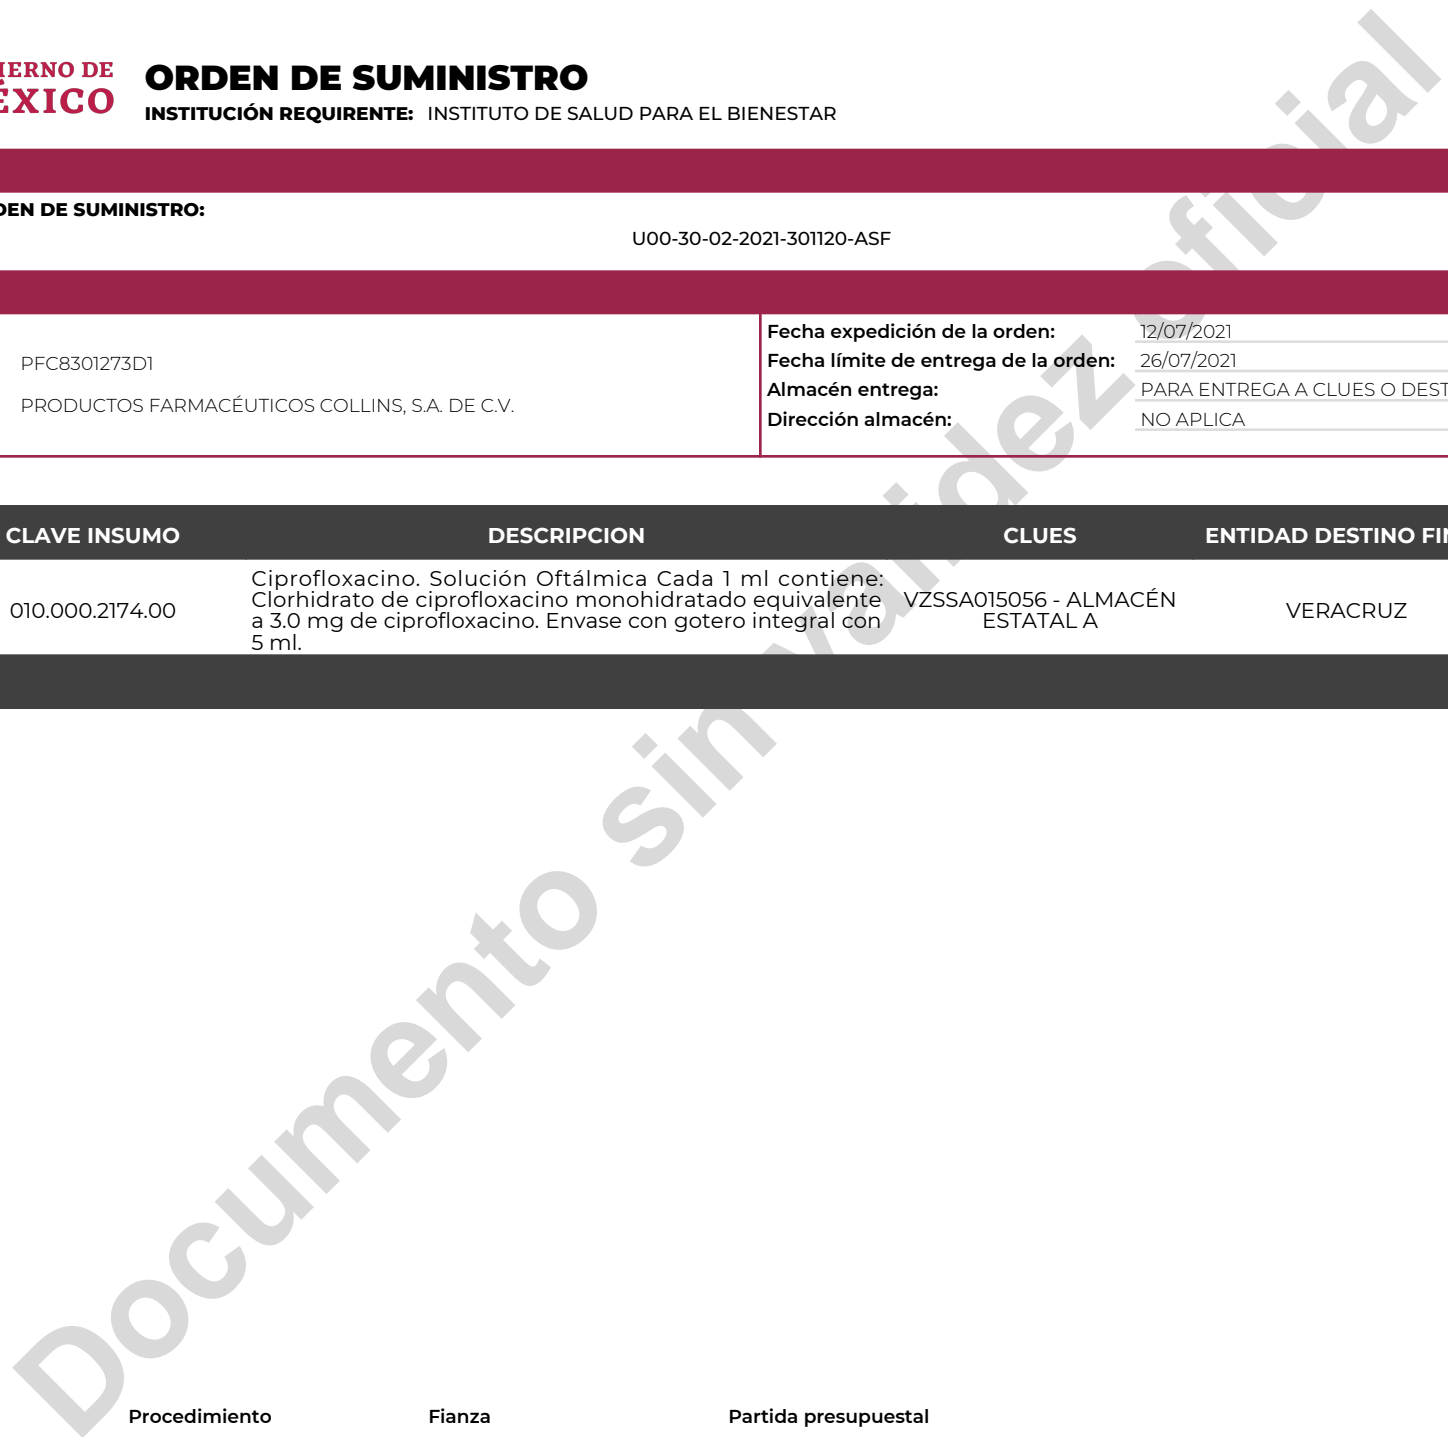 IERNO DE
ÉXICO
ORDEN DE SUMINISTRO
INSTITUCIÓN REQUIRENTE: INSTITUTO DE SALUD PARA EL BIENESTAR
DEN DE SUMINISTRO:
U00-30-02-2021-301120-ASF
PFC8301273D1
PRODUCTOS FARMACÉUTICOS COLLINS, S.A. DE C.V.
Fecha expedición de la orden: 12/07/2021
Fecha límite de entrega de la orden: 26/07/2021
Almacén entrega: PARA ENTREGA A CLUES O DEST
Dirección almacén: NO APLICA
CLAVE INSUMO DESCRIPCION CLUES ENTIDAD DESTINO FIN
010.000.2174.00
Ciprofloxacino. Solución Oftálmica Cada 1 ml contiene:
Clorhidrato de ciprofloxacino monohidratado equivalente
a 3.0 mg de ciprofloxacino. Envase con gotero integral con
5 ml.
VZSSA015056 - ALMACÉN
ESTATAL A
VERACRUZ
Documento sin validez oficial
Procedimiento Fianza Partida presupuestal